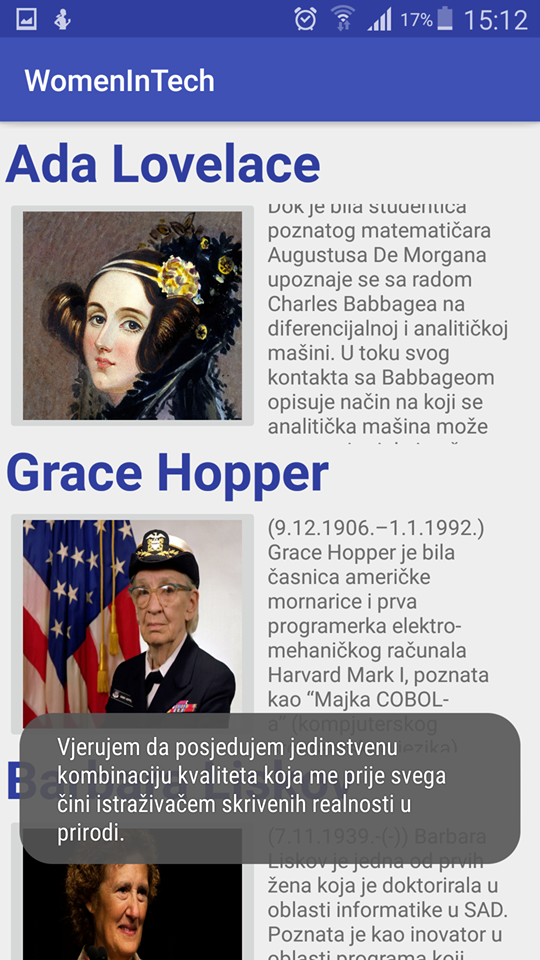 17% 15:12
WomenInTech
Ada Lovelace
Dok je bila studentica
poznatog matematičara
Augustusa De Morgana
upoznaje se sa radom
Charles Babbagea na
diferencijalnoj i analitičkoj
mašini. U toku svog
kontakta sa Babbageom
opisuje način na koji se
analitička mašina može
Grace Hopper
(9.12.1906.–1.1.1992.)
Grace Hopper je bila
časnica američke
mornarice i prva
programerka elektro-
mehaničkog računala
Harvard Mark I, poznata
kao “Majka COBOL-
a” (kompjuterskog
jezika)
Barbara Liskov
Vjerujem da posjedujem jedinstvenu
kombinaciju kvaliteta koja me prije svega
čini istraživačem skrivenih realnosti u
prirodi.
(7.11.1939.-(-)) Barbara
Liskov je jedna od prvih
žena koja je doktorirala u
oblasti informatike u SAD.
Poznata je kao inovator u
oblasti programa koji